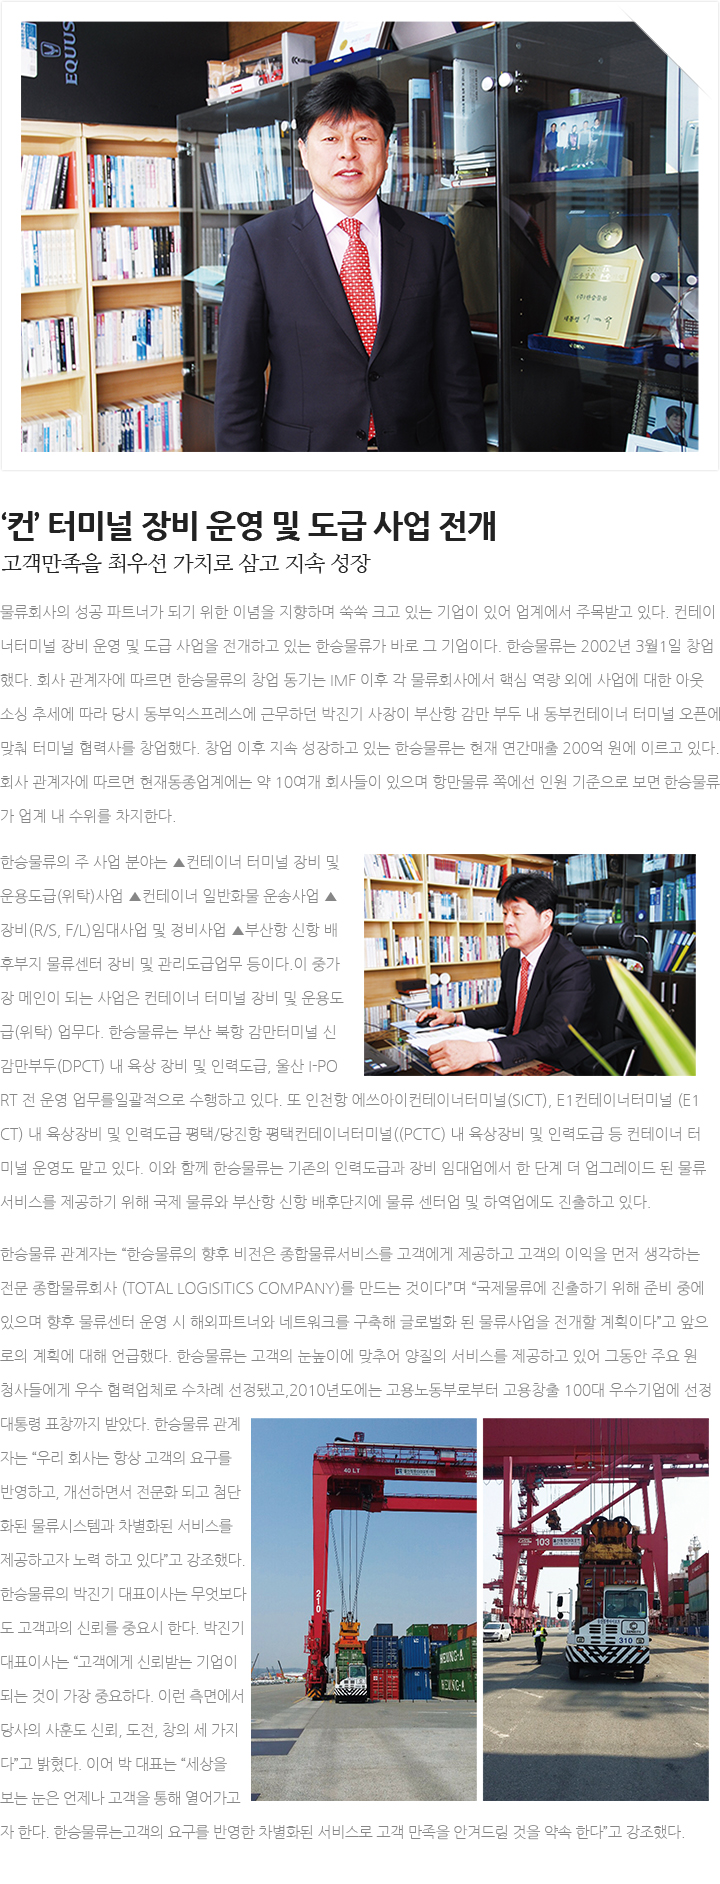 EQUUS
‘컨’ 터미널 장비 운영 및 도급 사업 전개
고객만족을 최우선 가치로 삼고 지속 성장
물류회사의 성공 파트너가 되기 위한 이념을 지향하며 쑥쑥 크고 있는 기업이 있어 업계에서 주목받고 있다. 컨테이
너터미널 장비 운영 및 도급 사업을 전개하고 있는 한승물류가 바로 그 기업이다. 한승물류는 2002년 3월1일 창업
했다. 회사 관계자에 따르면 한승물류의 창업 동기는 IMF 이후 각 물류회사에서 핵심 역량 외에 사업에 대한 아웃
소싱 추세에 따라 당시 동부익스프레스에 근무하던 박진기 사장이 부산항 감만 부두 내 동부컨테이너 터미널 오픈에
맞춰 터미널 협력사를 창업했다. 창업 이후 지속 성장하고 있는 한승물류는 현재 연간매출 200억 원에 이르고 있다.
회사 관계자에 따르면 현재동종업계에는 약 10여개 회사들이 있으며 항만물류 쪽에선 인원 기준으로 보면 한승물류
가 업계 내 수위를 차지한다.
한승물류의 주 사업 분야는 ▲컨테이너 터미널 장비 및
운용도급(위탁)사업 ▲컨테이너 일반화물 운송사업 ▲
장비(R/S, F/L)임대사업 및 정비사업 ▲부산항 신항 배
후부지 물류센터 장비 및 관리도급업무 등이다.이 중가
장 메인이 되는 사업은 컨테이너 터미널 장비 및 운용도
급(위탁) 업무다. 한승물류는 부산 북항 감만터미널 신
감만부두(DPCT) 내 육상 장비 및 인력도급, 울산 I-PO
RT 전 운영 업무를일괄적으로 수행하고 있다. 또 인천항 에쓰아이컨테이너터미널(SICT), E1컨테이너터미널 (E1
CT) 내 육상장비 및 인력도급 평택/당진항 평택컨테이너터미널((PCTC) 내 육상장비 및 인력도급 등 컨테이너 터
미널 운영도 맡고 있다. 이와 함께 한승물류는 기존의 인력도급과 장비 임대업에서 한 단계 더 업그레이드 된 물류
서비스를 제공하기 위해 국제 물류와 부산항 신항 배후단지에 물류 센터업 및 하역업에도 진출하고 있다.
한승물류 관계자는 “한승물류의 향후 비전은 종합물류서비스를 고객에게 제공하고 고객의 이익을 먼저 생각하는
전문 종합물류회사 (TOTAL LOGISITICS COMPANY)를 만드는 것이다”며 “국제물류에 진출하기 위해 준비 중에
있으며 향후 물류센터 운영 시 해외파트너와 네트워크를 구축해 글로벌화 된 물류사업을 전개할 계획이다”고 앞으
로의 계획에 대해 언급했다. 한승물류는 고객의 눈높이에 맞추어 양질의 서비스를 제공하고 있어 그동안 주요 원
청사들에게 우수 협력업체로 수차례 선정됐고,2010년도에는 고용노동부로부터 고용창출 100대 우수기업에 선정
대통령 표창까지 받았다. 한승물류 관계
자는 “우리 회사는 항상 고객의 요구를
반영하고, 개선하면서 전문화 되고 첨단
화된 물류시스템과 차별화된 서비스를
제공하고자 노력 하고 있다”고 강조했다.
한승물류의 박진기 대표이사는 무엇보다
도 고객과의 신뢰를 중요시 한다. 박진기
대표이사는 “고객에게 신뢰받는 기업이
되는 것이 가장 중요하다. 이런 측면에서
당사의 사훈도 신뢰, 도전, 창의 세 가지
다”고 밝혔다. 이어 박 대표는 “세상을
보는 눈은 언제나 고객을 통해 열어가고
자 한다. 한승물류는고객의 요구를 반영한 차별화된 서비스로 고객 만족을 안겨드림 것을 약속 한다”고 강조했다.
40 LT
210
103
310